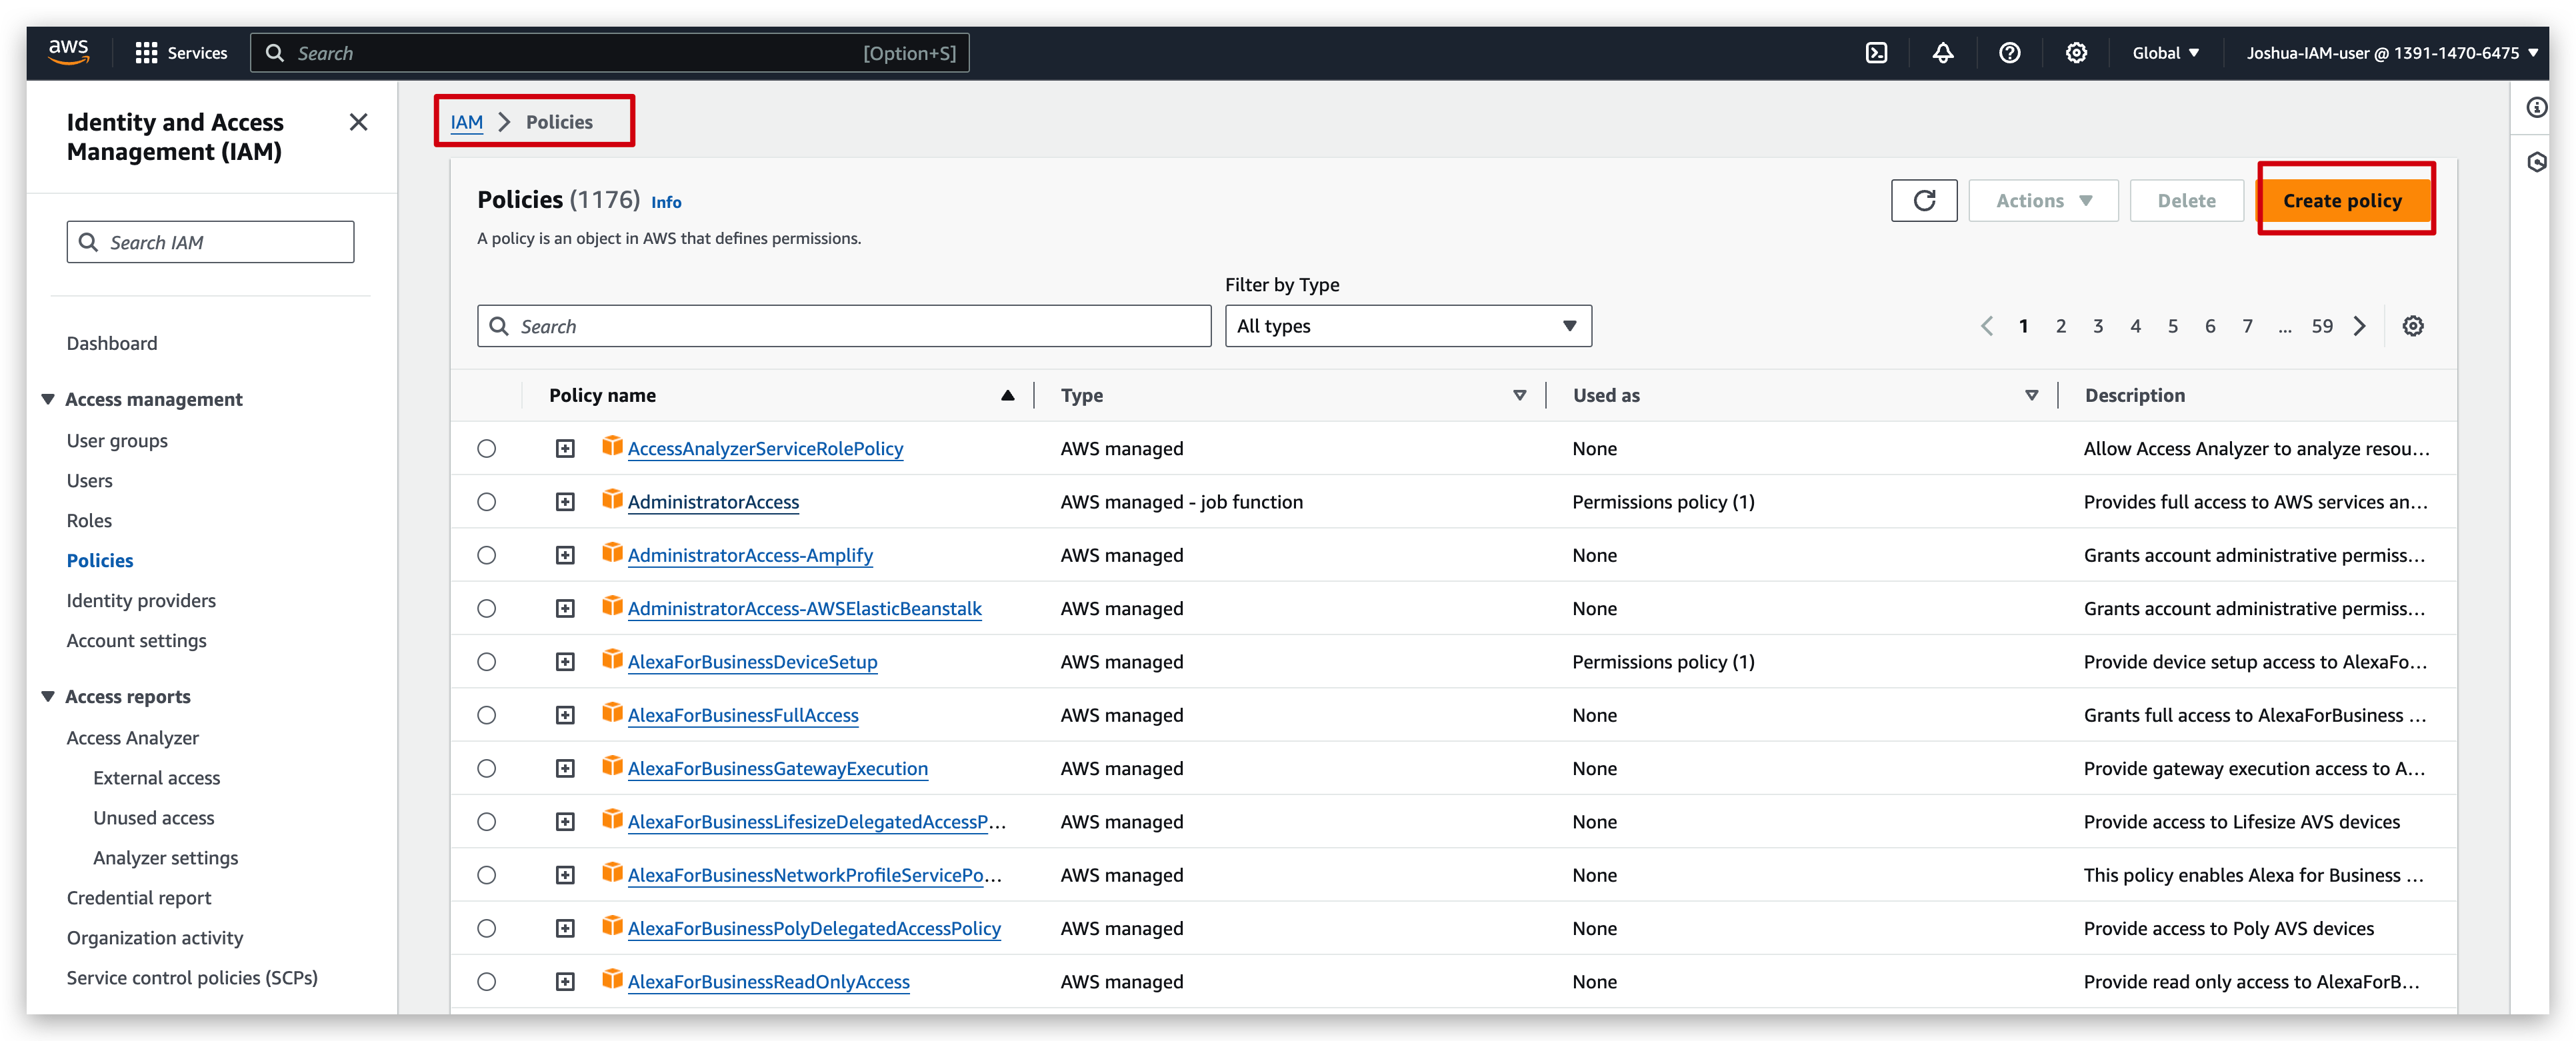 aws
Services
Search
[Option+S]
Global
Joshua-IAM-user @ 1391-1470-6475
Identity and Access
Management (IAM)
Search IAM
Dashboard
Access management
User groups
Users
Roles
Policies
Identity providers
Account settings
Access reports
Access Analyzer
External access
Unused access
Analyzer settings
Credential report
Organization activity
Service control policies (SCPs)
IAM > Policies
Policies (1176) Info
A policy is an object in AWS that defines permissions.
Actions
Delete
Create policy
Filter by Type
Search
All types
1 2 3 4 5 6 7 ... 59
Policy name Type Used as Description
AccessAnalyzerServiceRolePolicy AWS managed None Allow Access Analyzer to analyze resou...
AdministratorAccess AWS managed - job function Permissions policy (1) Provides full access to AWS services an...
AdministratorAccess-Amplify AWS managed None Grants account administrative permiss...
AdministratorAccess-AWSElasticBeanstalk AWS managed None Grants account administrative permiss...
AlexaForBusinessDeviceSetup AWS managed Permissions policy (1) Provide device setup access to AlexaFo...
AlexaForBusinessFullAccess AWS managed None Grants full access to AlexaForBusiness ...
AlexaForBusinessGatewayExecution AWS managed None Provide gateway execution access to A...
AlexaForBusinessLifesizeDelegatedAccessP... AWS managed None Provide access to Lifesize AVS devices
AlexaForBusinessNetworkProfileServicePo... AWS managed None This policy enables Alexa for Business ...
AlexaForBusinessPolyDelegatedAccessPolicy AWS managed None Provide access to Poly AVS devices
AlexaForBusinessReadOnlyAccess AWS managed None Provide read only access to AlexaForB...